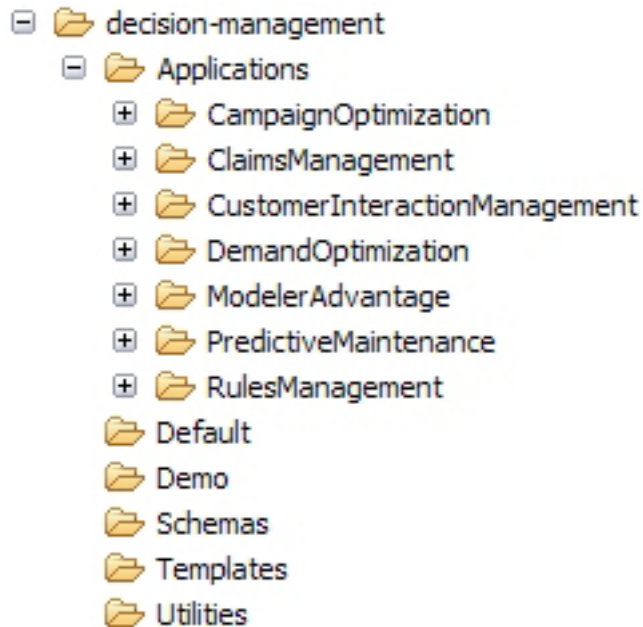 decision-management
Applications
CampaignOptimization
ClaimsManagement
CustomerInteractionManagement
DemandOptimization
ModelerAdvantage
PredictiveMaintenance
RulesManagement
Default
Demo
Schemas
Templates
Utilities